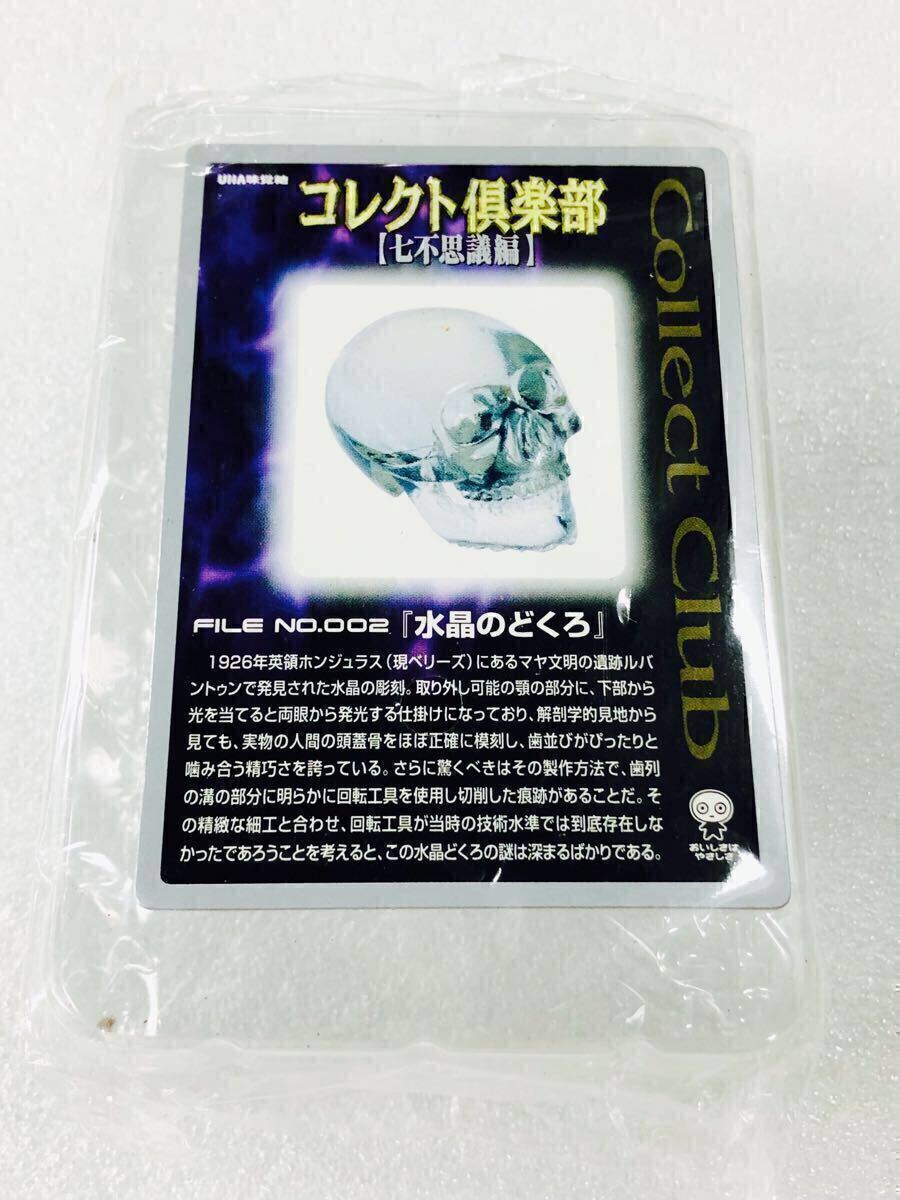 UHA味覚糖
コレクト倶楽部
【七不思議編】
Collect Club
FILE NO.002『水晶のどくろ』
1926年英領ホンジュラス(現ベリーズ)にあるマヤ文明の遺跡ルバ
ントゥンで発見された水晶の彫刻。取り外し可能の顎の部分に、下部から
光を当てると両眼から発光する仕掛けになっており、解剖学的見地から
見ても、実物の人間の頭蓋骨をほぼ正確に模刻し、歯並びがぴったりと
噛み合う精巧さを誇っている。さらに驚くべきはその製作方法で、歯列
の溝の部分に明らかに回転工具を使用し切削した痕跡があることだ。そ
の精緻な細工と合わせ、回転工具が当時の技術水準では到底存在しな
かったであろうことを考えると、この水晶どくろの謎は深まるばかりである。
おいしさは
やさしさ